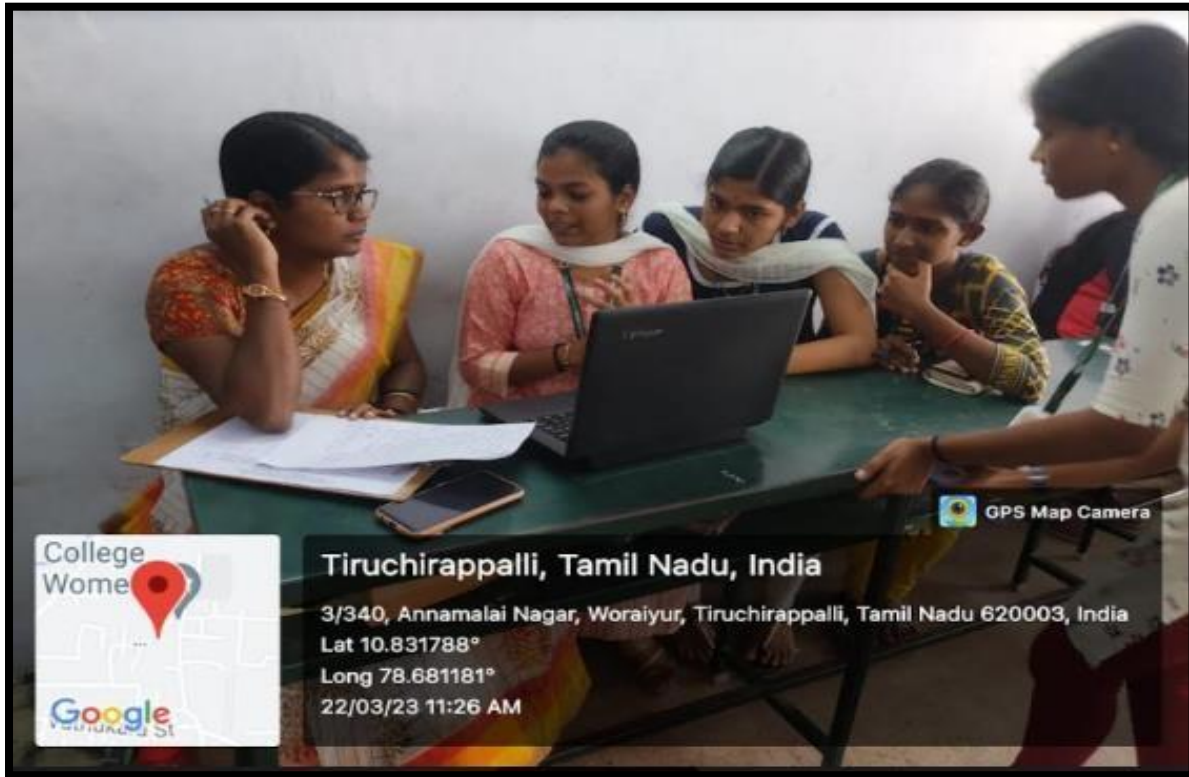 GPS Map Camera
College
Wome
Google
Tiruchirappalli, Tamil Nadu, India
3/340, Annamalai Nagar, Woraiyur, Tiruchirappalli, Tamil Nadu 620003, India
Lat 10.831788°
Long 78.681181°
22/03/23 11:26 AM